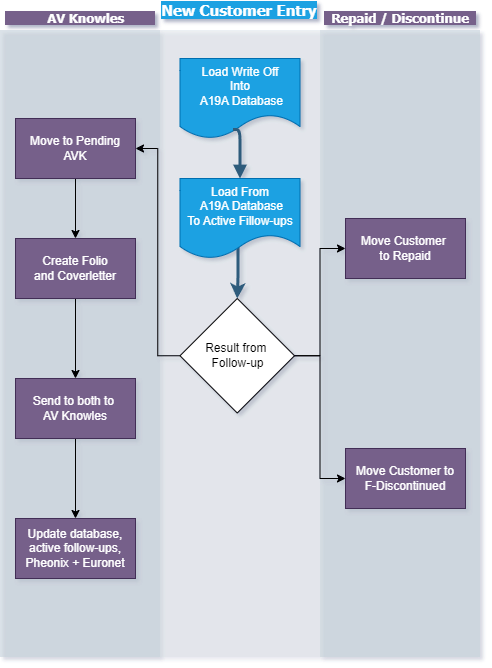 AV Knowles
New Customer Entry
Repaid / Discontinue
Load Write Off
Into
A19A Database
Move to Pending
AVK
Load From
A19A Database
To Active Fillow-ups
Create Folio
and Coverletter
Move Customer
to Repaid
Result from
Follow-up
Send to both to
AV Knowles
Move Customer to
F-Discontinued
Update database,
active follow-ups,
Pheonix + Euronet